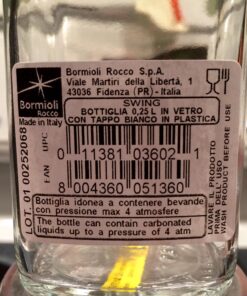 Bormioli Rocco S.p.A.
Viale Martiri della Libertà, 1
43036 Fidenza (PR) - Italia
Bormioli
Rocco
Made in Italy
SWING
BOTTIGLIA 0,25 L IN VETRO
CON TAPPO BIANCO IN PLASTICA
LOT. 01 00252068
UPC
0 11381 03602
EAN
8 004360 051360
Bottiglia idonea a contenere bevande
con pressione max 4 atmosfere
The bottle can contain carbonated
liquids up to a pressure of 4 atm
LAVARE IL PRODOTTO
PRIMA DELL' USO
WASH PRODUCT BEFORE USE